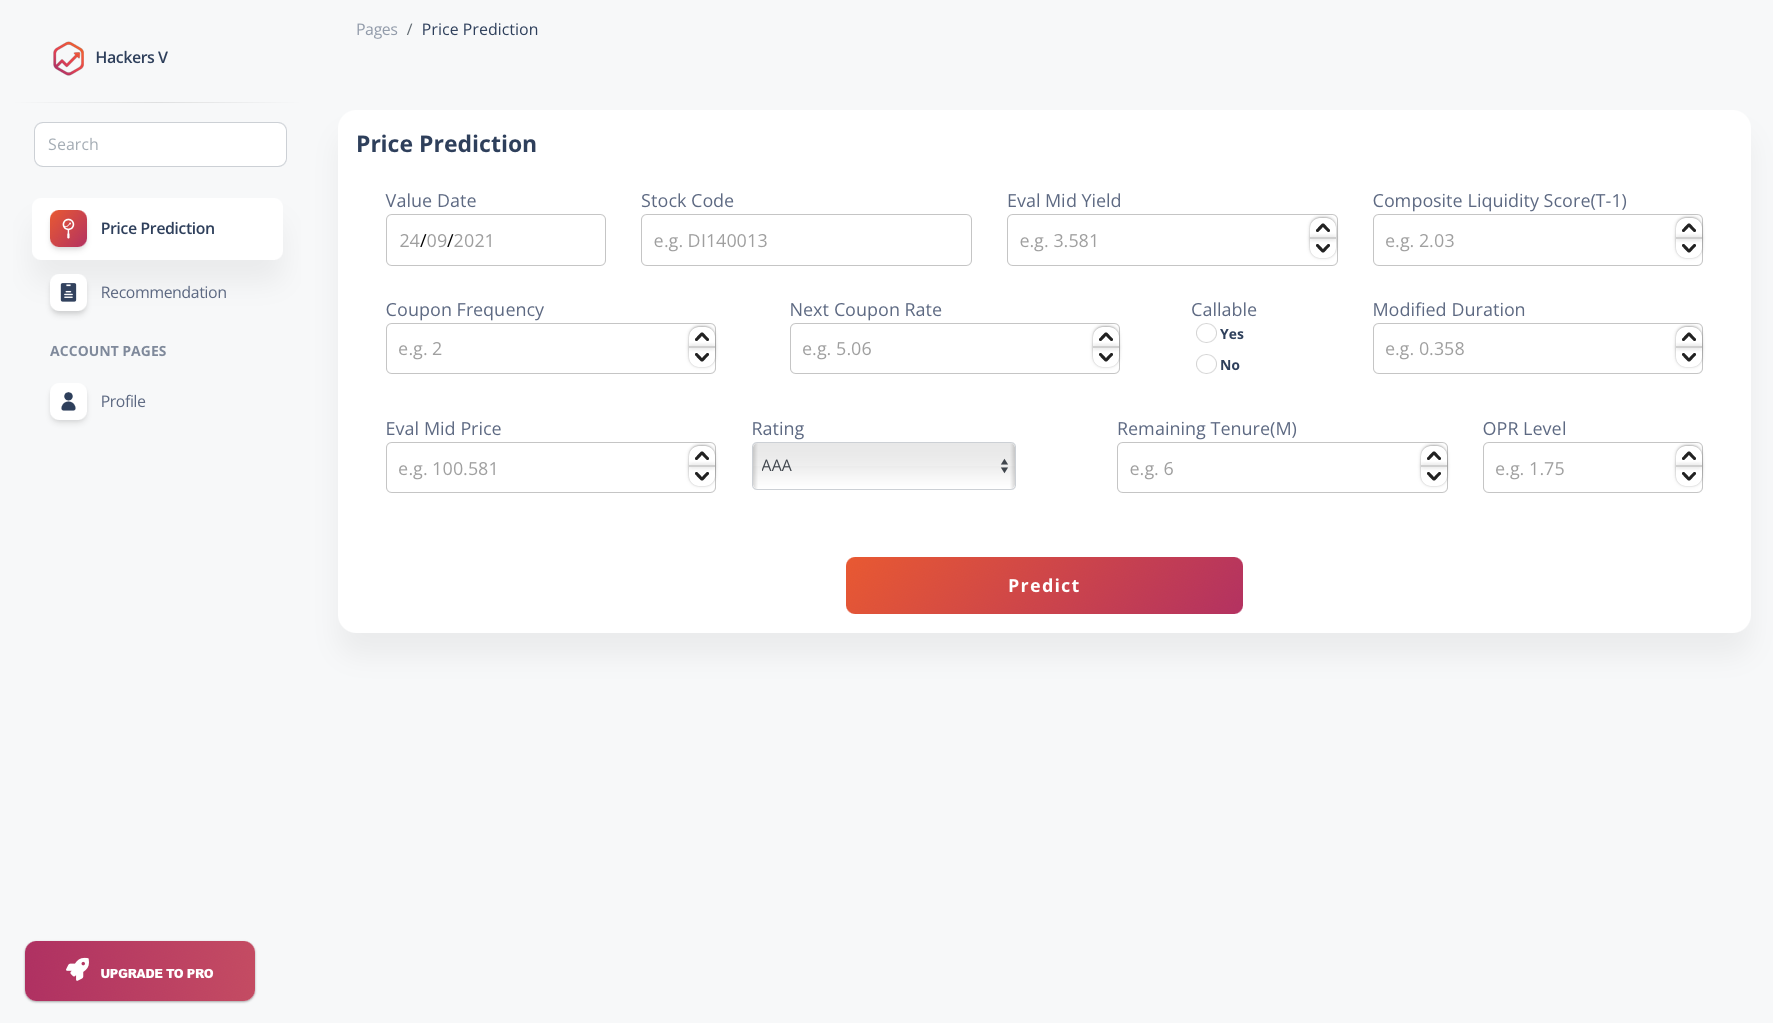 Pages / Price Prediction
Hackers V
Search
Price Prediction
Recommendation
ACCOUNT PAGES
Profile
UPGRADE TO PRO
Price Prediction
Value Date Stock Code Eval Mid Yield Composite Liquidity Score(T-1)
24/09/2021 e.g. DI140013 e.g. 3.581 e.g. 2.03
Coupon Frequency Next Coupon Rate Callable Modified Duration
Yes
e.g. 2 e.g. 5.06 e.g. 0.358
No
Eval Mid Price Rating Remaining Tenure(M) OPR Level
e.g. 100.581 AAA e.g. 6 e.g. 1.75
Predict